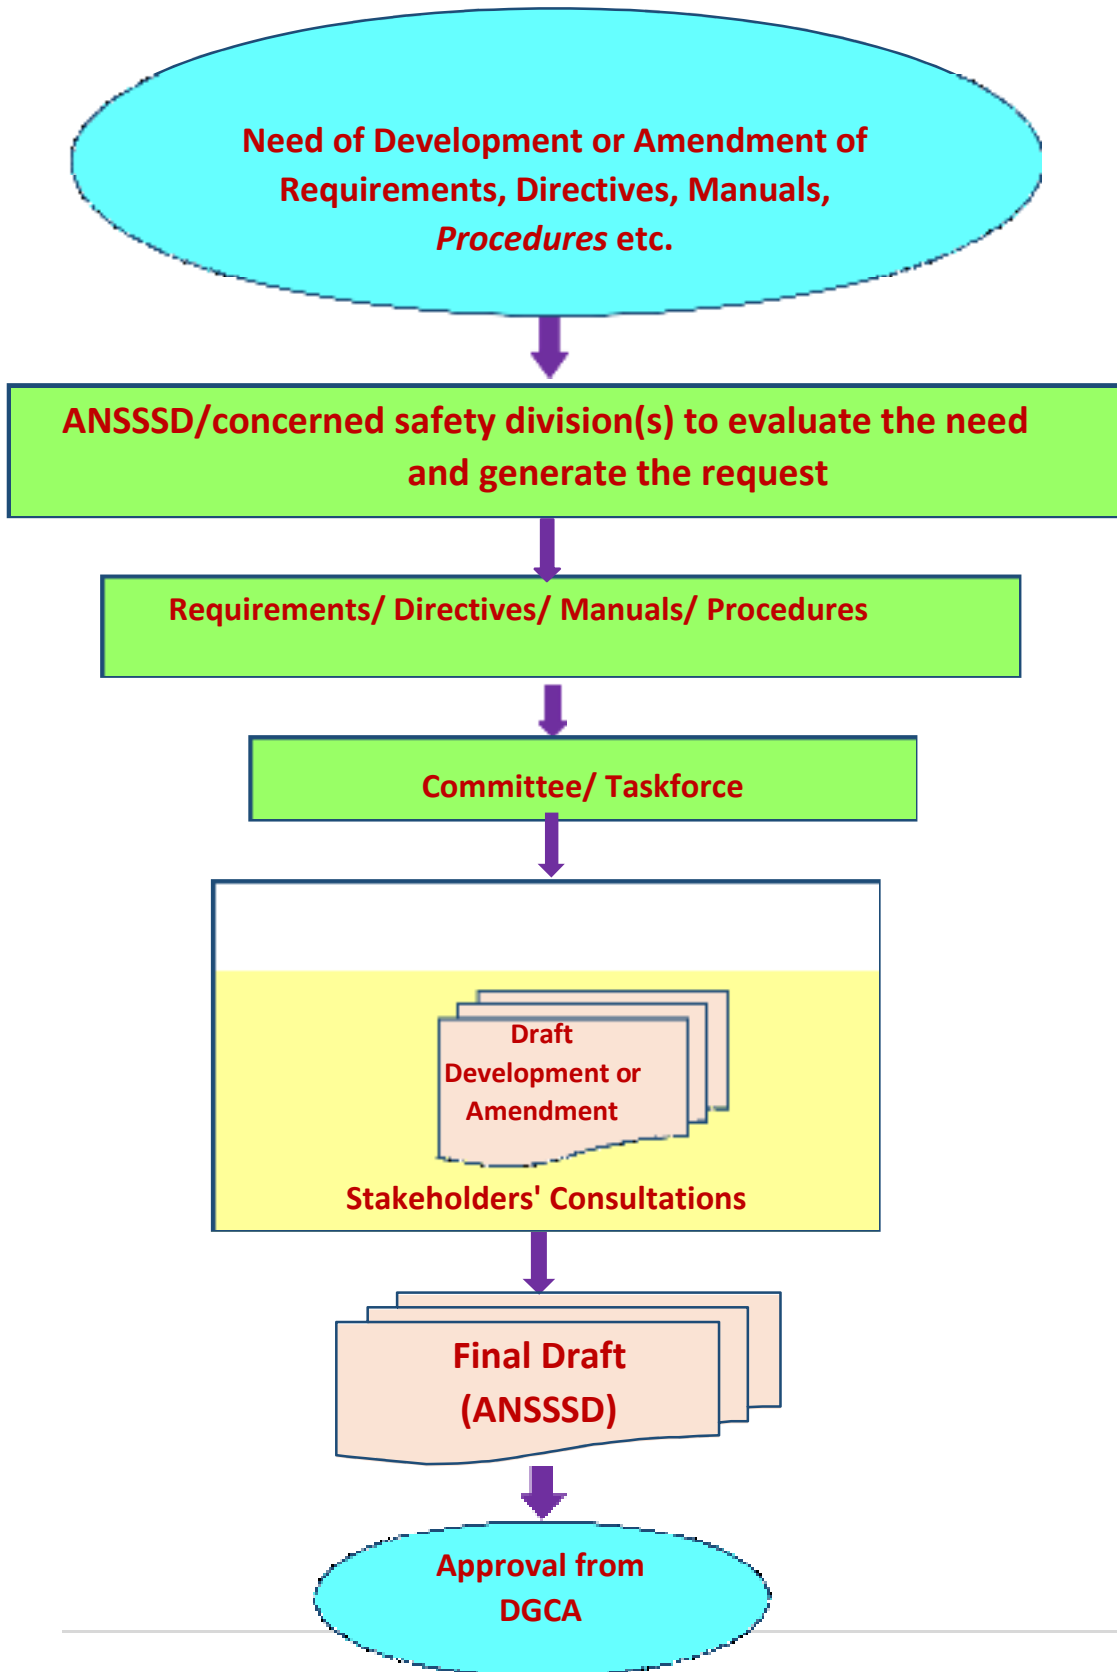 Need of Development or Amendment of
Requirements, Directives, Manuals,
Procedures etc.
ANSSSD/concerned safety division(s) to evaluate the need
and generate the request
Requirements/ Directives/ Manuals/ Procedures
Committee/ Taskforce
Draft
Development or
Amendment
Stakeholders' Consultations
Final Draft
(ANSSSD)
Approval from
DGCA